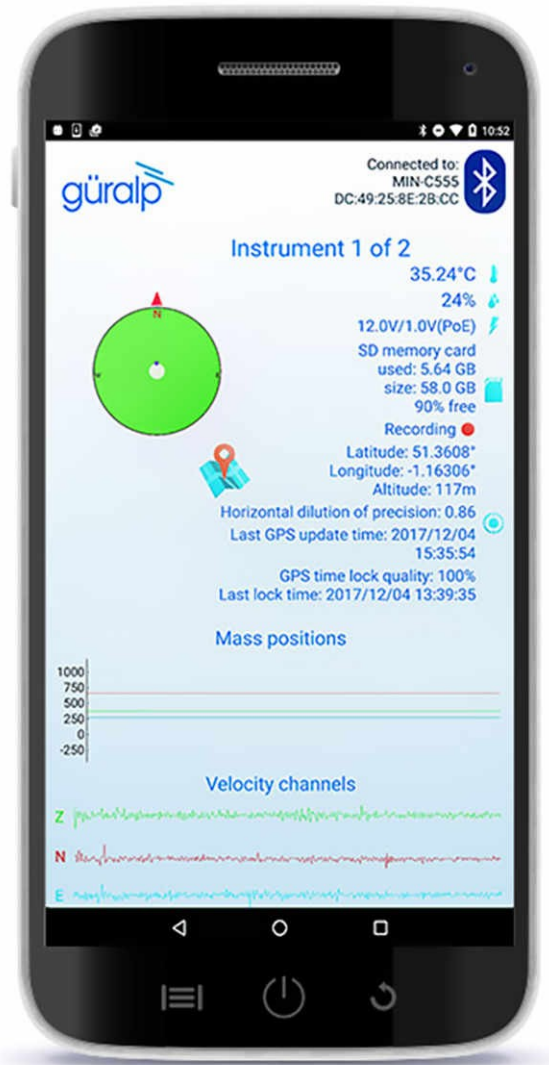 10:52
güralp
Connected to:
MIN-C555
DC:49:25:8E:2B:CC
Instrument 1 of 2
35.24°C
24%
12.0V/1.0V(PoE)
N
SD memory card
used: 5.64 GB
size: 58.0 GB
90% free
Recording
Latitude: 51.3608°
Longitude: -1.16306°
Altitude: 117m
Horizontal dilution of precision: 0.86
Last GPS update time: 2017/12/04
15:35:54
GPS time lock quality: 100%
Last lock time: 2017/12/04 13:39:35
Mass positions
1000
750
500
250
0
-250
Velocity channels
Z
N
E